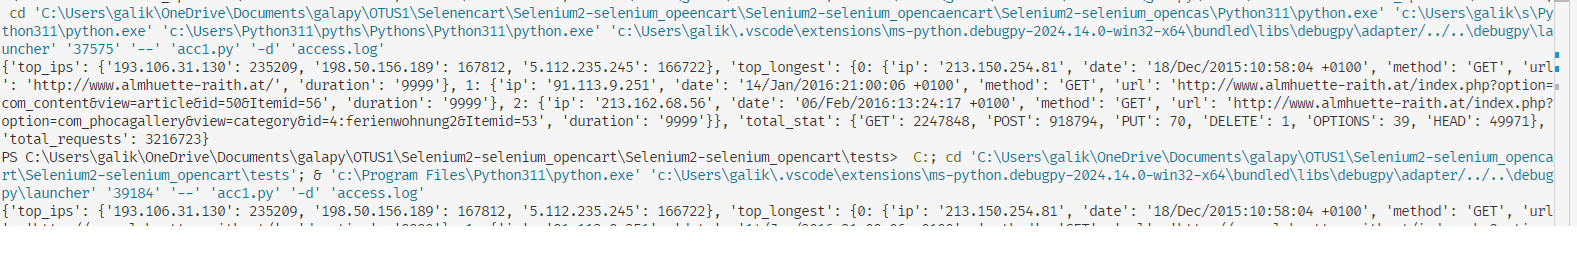 cd 'C:\Users\galik\OneDrive\Documents\galapy\OTUS1\Selenencart\Selenium2-selenium_opeencart\Selenium2-selenium_opencaencart\Selenium2-selenium_opencas\Python311\python.exe' 'c:\Users\galik\s\Py
thon311\python.exe' 'c:\Users\Python311\pyths\Pythons\Python311\python.exe' 'c:\Users\galik\.vscode\extensions\ms-python.debugpy-2024.14.0-win32-x64\bundled\libs\debugpy\adapter/../..\debugpy\la
uncher' '37575' '--' 'acc1.py' '-d' 'access.log'
{'top_ips': {'193.106.31.130': 235209, '198.50.156.189': 167812, '5.112.235.245': 166722}, 'top_longest': {0: {'ip': '213.150.254.81', 'date': '18/Dec/2015:10:58:04 +0100', 'method': 'GET', 'url
': 'http://www.almhuette-raith.at/', 'duration': '9999'}, 1: {'ip': '91.113.9.251', 'date': '14/Jan/2016:21:00:06 +0100', 'method': 'GET', 'url': 'http://www.almhuette-raith.at/index.php?option=
com_content&view=article&id=50&Itemid=56', 'duration': '9999'}, 2: {'ip': '213.162.68.56', 'date': '06/Feb/2016:13:24:17 +0100', 'method': 'GET', 'url': 'http://www.almhuette-raith.at/index.php?
option=com_phocagallery&view=category&id=4:ferienwohnung2&Itemid=53', 'duration': '9999'}}, 'total_stat': {'GET': 2247848, 'POST': 918794, 'PUT': 70, 'DELETE': 1, 'OPTIONS': 39, 'HEAD': 49971},
'total_requests': 3216723}
PS C:\Users\galik\OneDrive\Documents\galapy\OTUS1\Selenium2-selenium_opencart\Selenium2-selenium_opencart\tests>  C:; cd 'C:\Users\galik\OneDrive\Documents\galapy\OTUS1\Selenium2-selenium_openca
rt\Selenium2-selenium_opencart\tests'; & 'c:\Program Files\Python311\python.exe' 'c:\Users\galik\.vscode\extensions\ms-python.debugpy-2024.14.0-win32-x64\bundled\libs\debugpy\adapter/../..\debug
py\launcher' '39184' '--' 'acc1.py' '-d' 'access.log'
{'top_ips': {'193.106.31.130': 235209, '198.50.156.189': 167812, '5.112.235.245': 166722}, 'top_longest': {0: {'ip': '213.150.254.81', 'date': '18/Dec/2015:10:58:04 +0100', 'method': 'GET', 'url